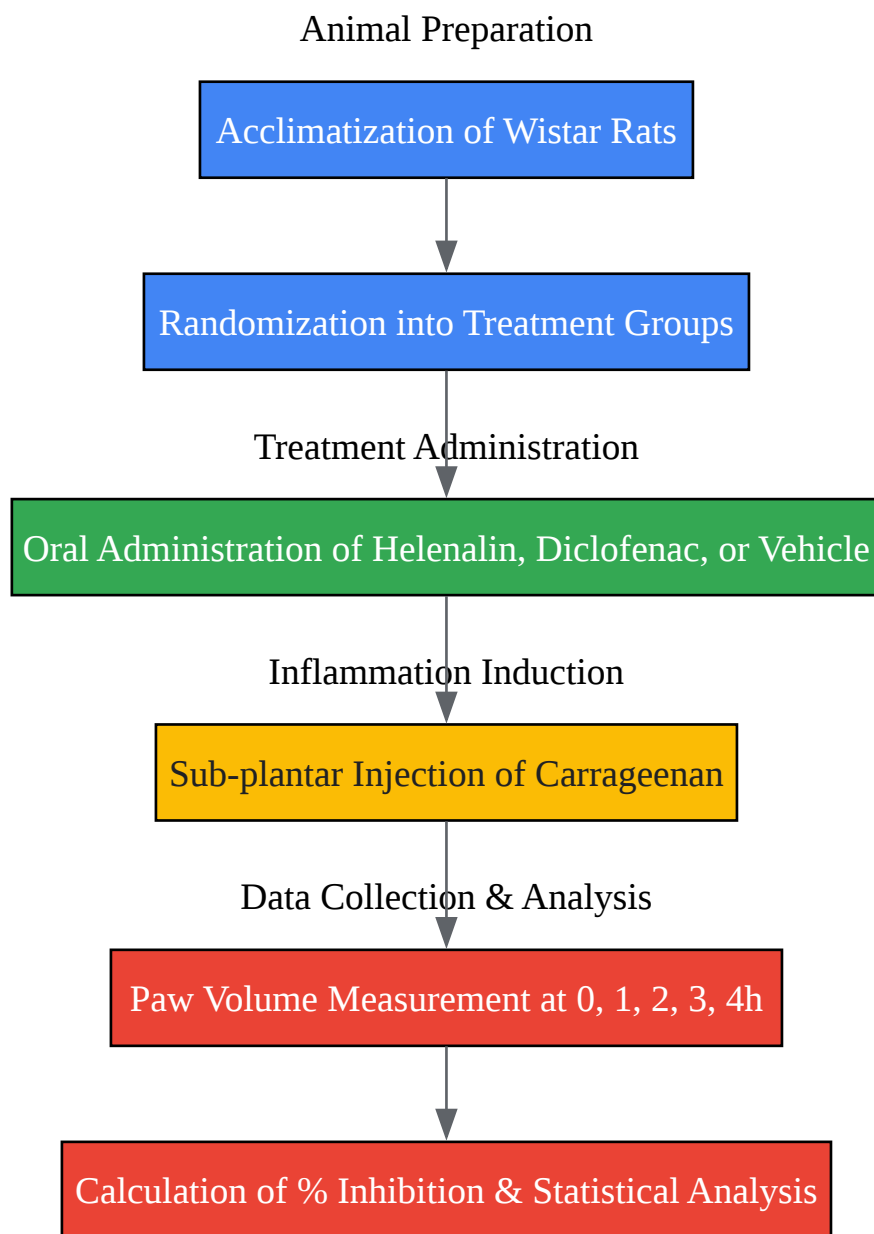 Animal Preparation
Acclimatization of Wistar Rats
Randomization into Treatment Groups
Treatment Administration
Oral Administration of Helenalin, Diclofenac, or Vehicle
Inflammation Induction
Sub-plantar Injection of Carrageenan
Data Collection & Analysis
Paw Volume Measurement at 0, 1, 2, 3, 4h
Calculation of % Inhibition & Statistical Analysis